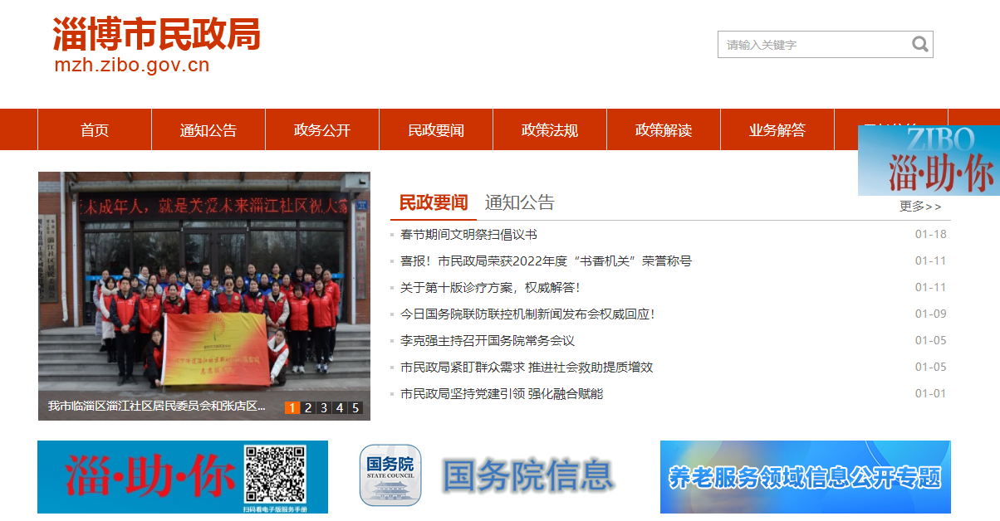 淄博市民政局
mzh.zibo.gov.cn
请输入关键字
首页 通知公告 政务公开 民政要闻 政策法规 政策解读 业务解答
ZIBO
淄·助·你
未成年人，就是关爱未来淄江社区祝大家
民政要闻 通知公告 更多>>
春节期间文明祭扫倡议书 01-18
喜报！市民政局荣获2022年度“书香机关”荣誉称号 01-11
关于第十版诊疗方案，权威解答！ 01-11
今日国务院联防联控机制新闻发布会权威回应！ 01-09
李克强主持召开国务院常务会议 01-05
市民政局紧盯群众需求 推进社会救助提质增效 01-05
市民政局坚持党建引领 强化融合赋能 01-01
我市临淄区淄江社区居民委员会和张店区... 1 2 3 4 5
淄·助·你
扫码看电子版服务手册
国务院
STATE COUNCIL
国务院信息
养老服务领域信息公开专题